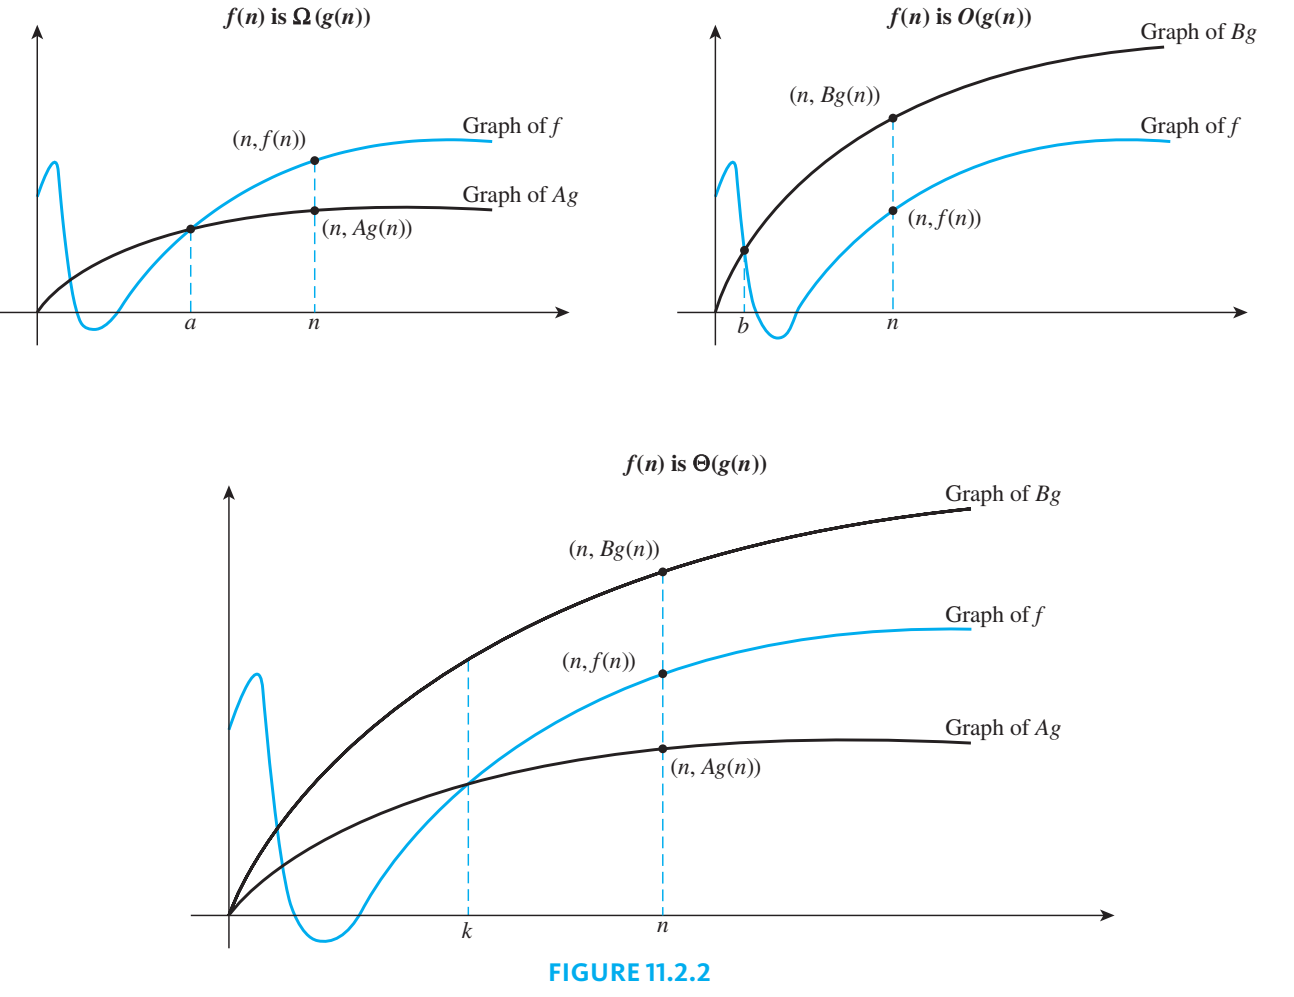 f(n) is Ω(g(n))
Graph of f
(n, f(n))
Graph of Ag
(n, Ag(n))
a
n
f(n) is O(g(n))
Graph of Bg
(n, Bg(n))
Graph of f
(n, f(n))
b
n
f(n) is Θ(g(n))
Graph of Bg
(n, Bg(n))
Graph of f
(n, f(n))
Graph of Ag
(n, Ag(n))
k
n
FIGURE 11.2.2